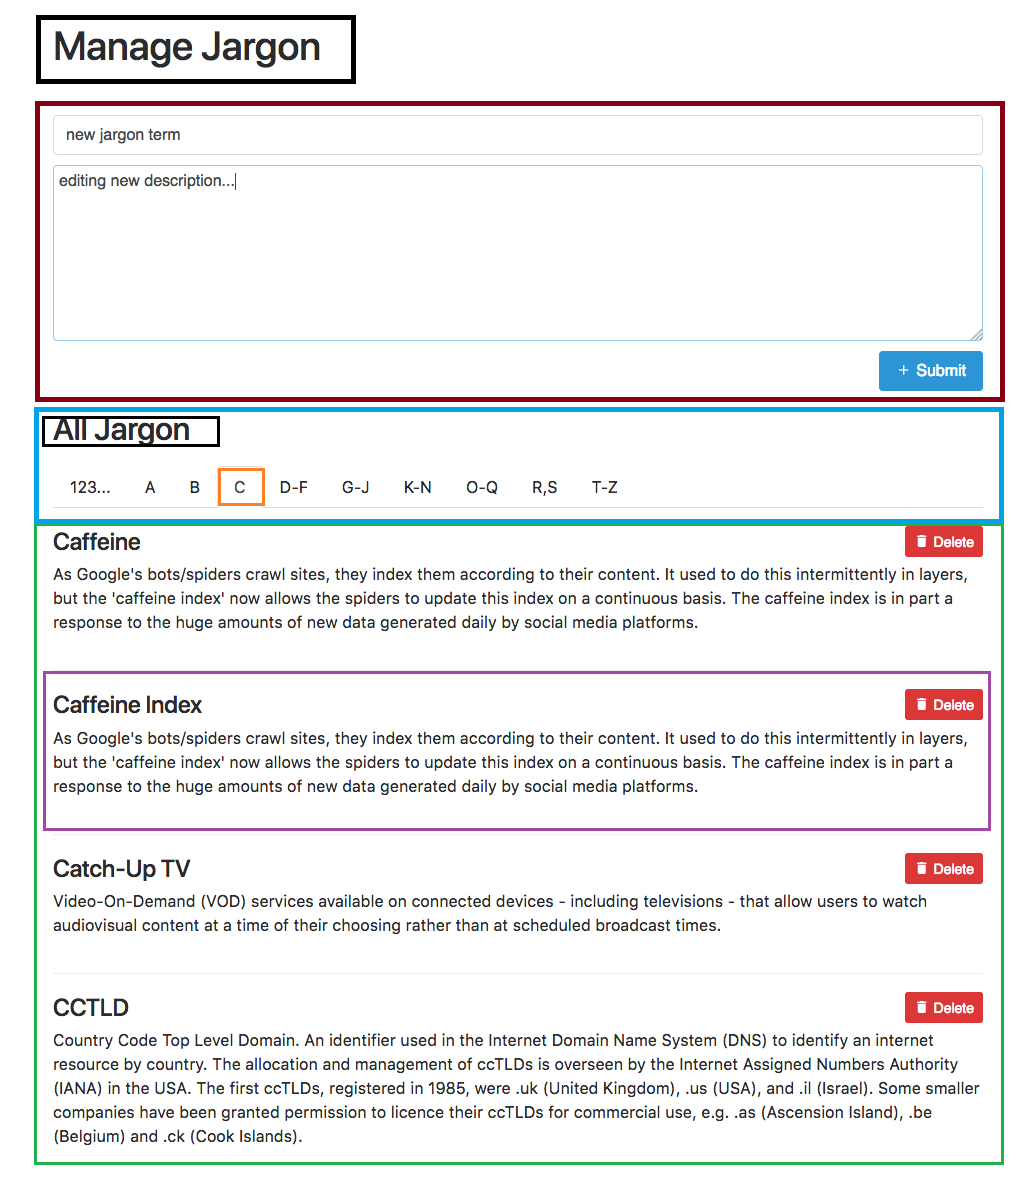 Manage Jargon
new jargon term
editing new description...
+ Submit
All Jargon
123... A B C D-F G-J K-N O-Q R,S T-Z
Caffeine Delete
As Google's bots/spiders crawl sites, they index them according to their content. It used to do this intermittently in layers,
but the 'caffeine index' now allows the spiders to update this index on a continuous basis. The caffeine index is in part a
response to the huge amounts of new data generated daily by social media platforms.
Caffeine Index Delete
As Google's bots/spiders crawl sites, they index them according to their content. It used to do this intermittently in layers,
but the 'caffeine index' now allows the spiders to update this index on a continuous basis. The caffeine index is in part a
response to the huge amounts of new data generated daily by social media platforms.
Catch-Up TV Delete
Video-On-Demand (VOD) services available on connected devices - including televisions - that allow users to watch
audiovisual content at a time of their choosing rather than at scheduled broadcast times.
CCTLD Delete
Country Code Top Level Domain. An identifier used in the Internet Domain Name System (DNS) to identify an internet
resource by country. The allocation and management of ccTLDs is overseen by the Internet Assigned Numbers Authority
(IANA) in the USA. The first ccTLDs, registered in 1985, were .uk (United Kingdom), .us (USA), and .il (Israel). Some smaller
companies have been granted permission to licence their ccTLDs for commercial use, e.g. .as (Ascension Island), .be
(Belgium) and .ck (Cook Islands).